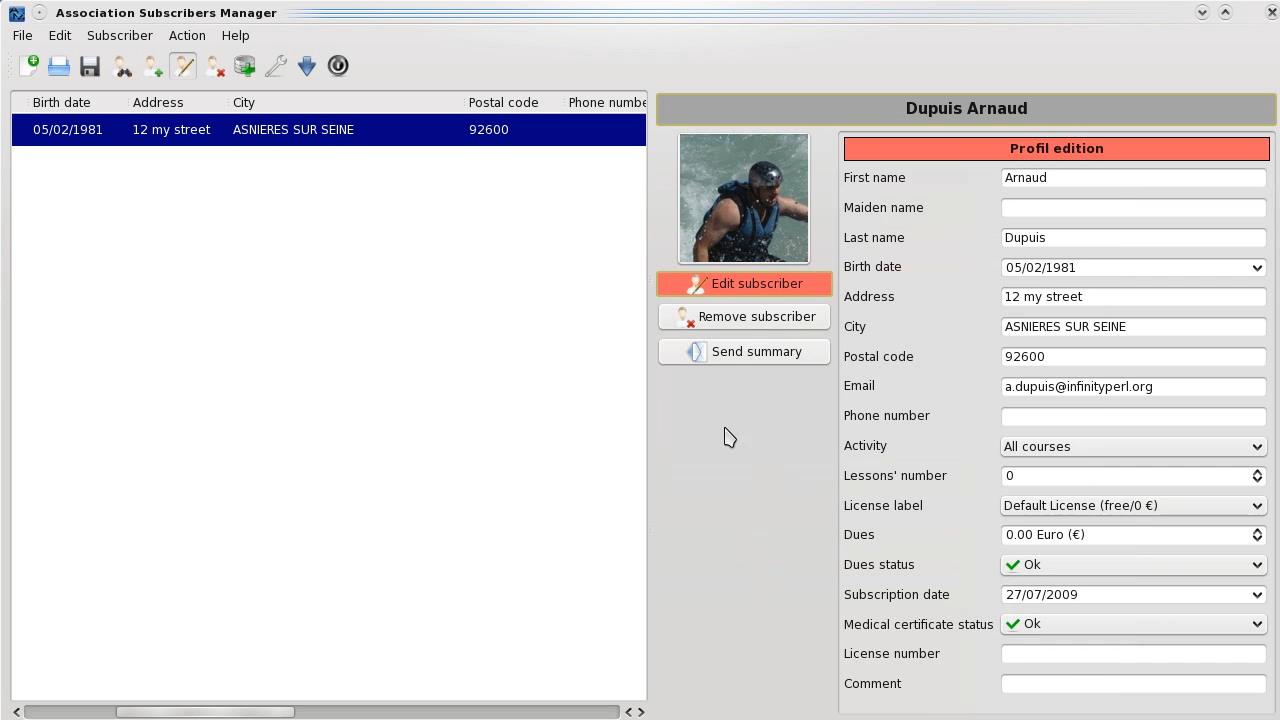 Association Subscribers Manager
File Edit Subscriber Action Help
Birth date Address City Postal code Phone numbe
05/02/1981 12 my street ASNIERES SUR SEINE 92600
Dupuis Arnaud
Edit subscriber
Remove subscriber
Send summary
Profil edition
First name Arnaud
Maiden name
Last name Dupuis
Birth date 05/02/1981
Address 12 my street
City ASNIERES SUR SEINE
Postal code 92600
Email a.dupuis@infinityperl.org
Phone number
Activity All courses
Lessons' number 0
License label Default License (free/0 €)
Dues 0.00 Euro (€)
Dues status Ok
Subscription date 27/07/2009
Medical certificate status Ok
License number
Comment